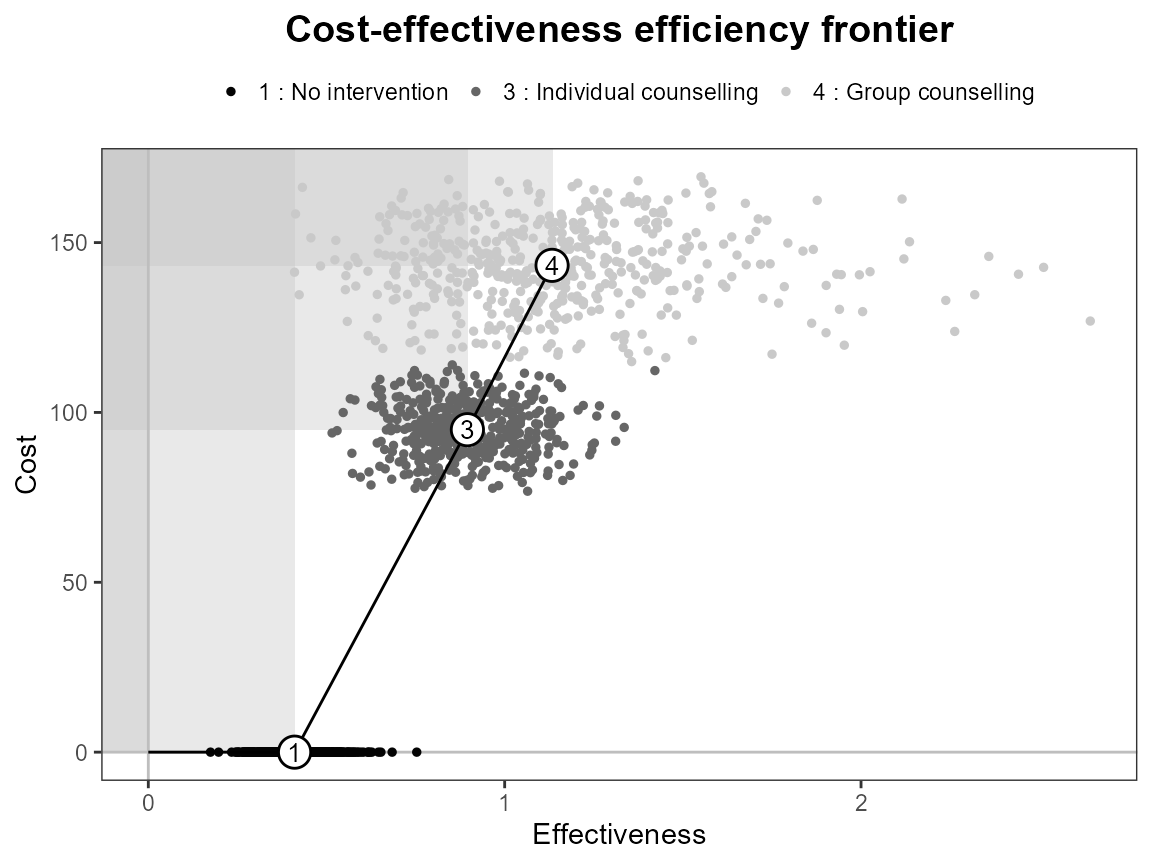 Cost-effectiveness efficiency frontier
1 : No intervention 3 : Individual counselling 4 : Group counselling
150
100
50
0
Cost
4
3
1
0 1 2
Effectiveness